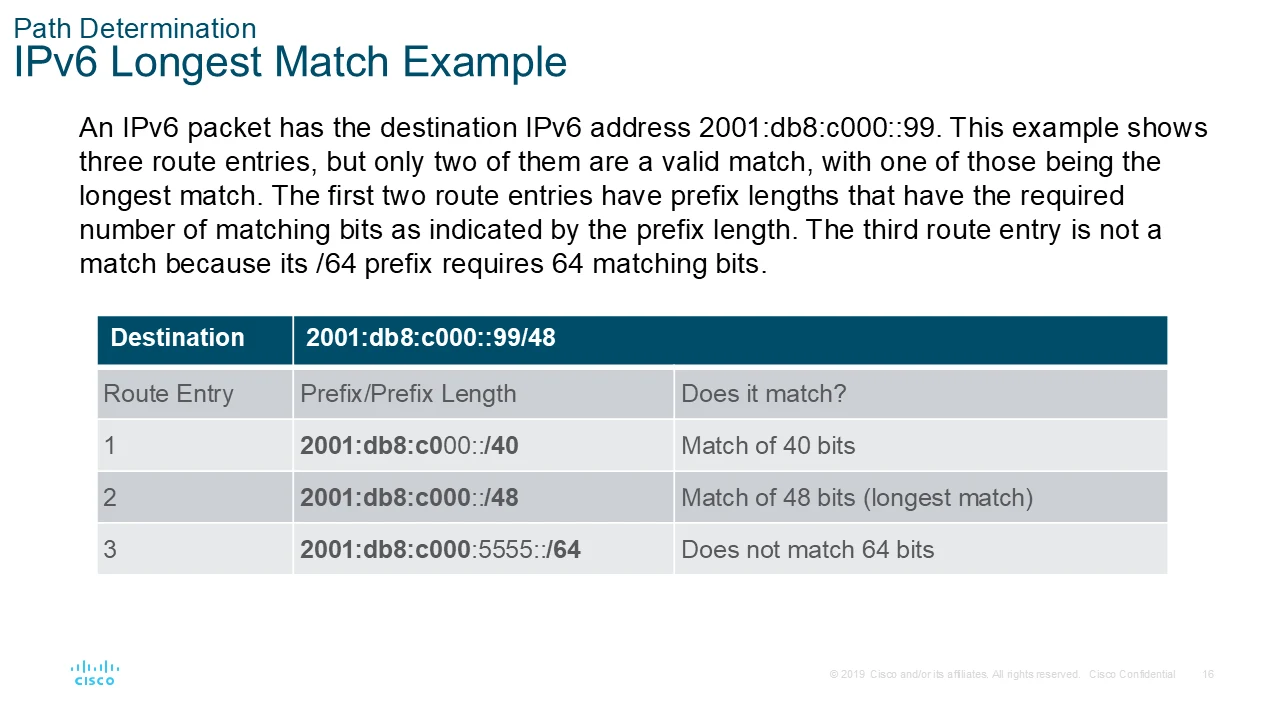 Path Determination
IPv6 Longest Match Example
An IPv6 packet has the destination IPv6 address 2001:db8:c000::99. This example shows
three route entries, but only two of them are a valid match, with one of those being the
longest match. The first two route entries have prefix lengths that have the required
number of matching bits as indicated by the prefix length. The third route entry is not a
match because its /64 prefix requires 64 matching bits.
Destination 2001:db8:c000::99/48
Route Entry Prefix/Prefix Length Does it match?
1 2001:db8:c000::/40 Match of 40 bits
2 2001:db8:c000::/48 Match of 48 bits (longest match)
3 2001:db8:c000:5555::/64 Does not match 64 bits
CISCO
© 2019 Cisco and/or its affiliates. All rights reserved. Cisco Confidential 16